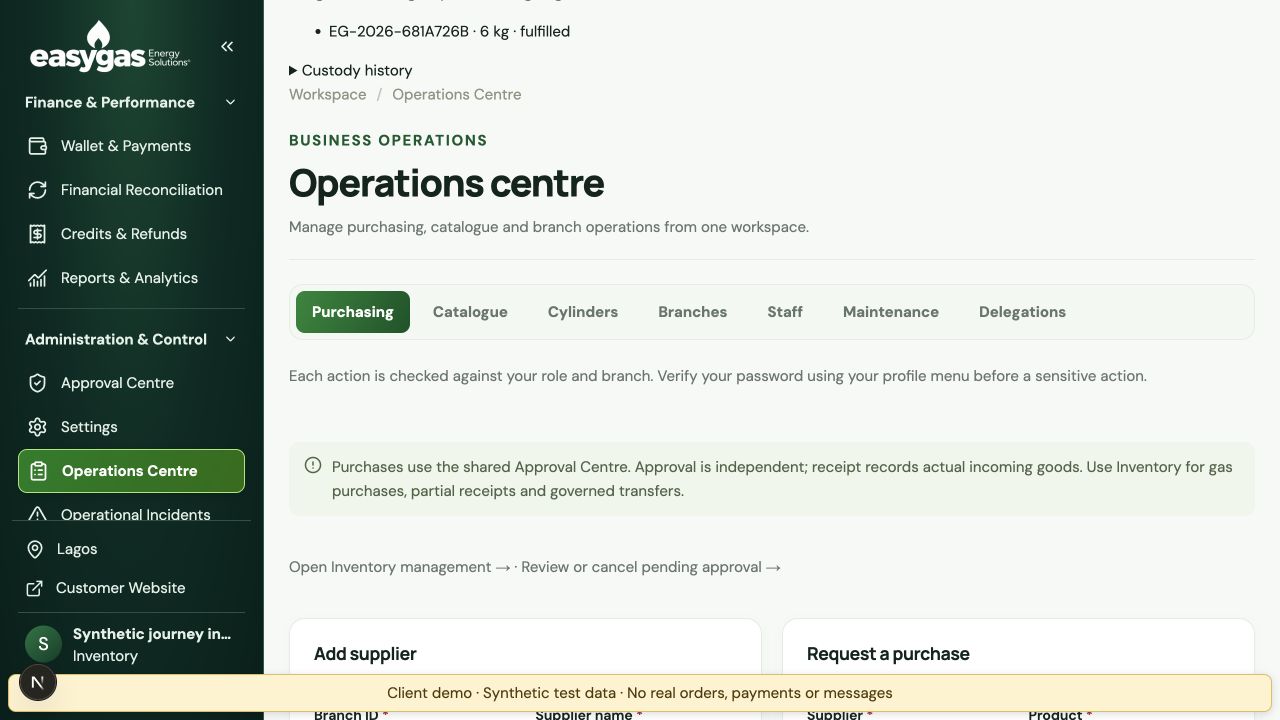 easygas Energy Solutions
Finance & Performance
Wallet & Payments
Financial Reconciliation
Credits & Refunds
Reports & Analytics
Administration & Control
Approval Centre
Settings
Operations Centre
Operational Incidents
Lagos
Customer Website
S
Synthetic journey in...
Inventory
N
• EG-2026-681A726B · 6 kg · fulfilled
Custody history
Workspace / Operations Centre
BUSINESS OPERATIONS
Operations centre
Manage purchasing, catalogue and branch operations from one workspace.
Purchasing Catalogue Cylinders Branches Staff Maintenance Delegations
Each action is checked against your role and branch. Verify your password using your profile menu before a sensitive action.
Purchases use the shared Approval Centre. Approval is independent; receipt records actual incoming goods. Use Inventory for gas
purchases, partial receipts and governed transfers.
Open Inventory management → · Review or cancel pending approval →
Add supplier
Request a purchase
Client demo · Synthetic test data · No real orders, payments or messages
Branch ID * Supplier name * Supplier * Product *